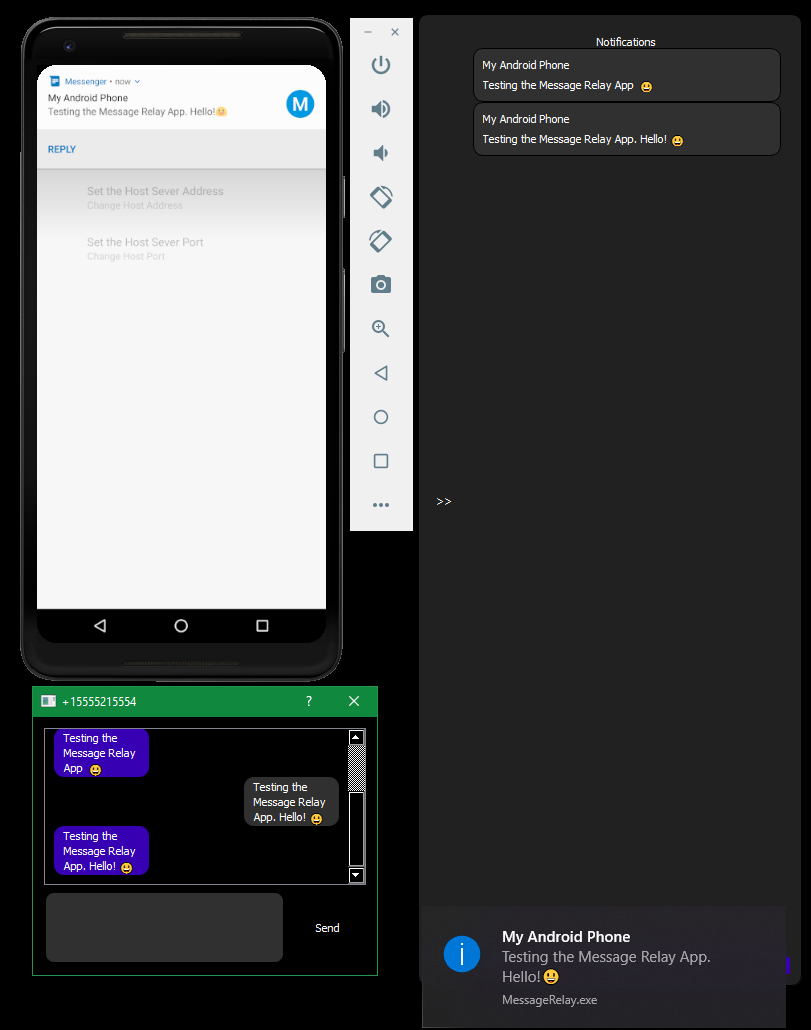 Messenger • now
My Android Phone
Testing the Message Relay App. Hello!🤗
M
REPLY
Set the Host Sever Address
Change Host Address
Set the Host Sever Port
Change Host Port
Notifications
My Android Phone
Testing the Message Relay App 😃
My Android Phone
Testing the Message Relay App. Hello! 😃
>>
+15555215554
?
Testing the
Message Relay
App 😃
Testing the
Message Relay
App. Hello! 😃
Testing the
Message Relay
App. Hello! 😃
Send
My Android Phone
Testing the Message Relay App.
Hello!😃
MessageRelay.exe